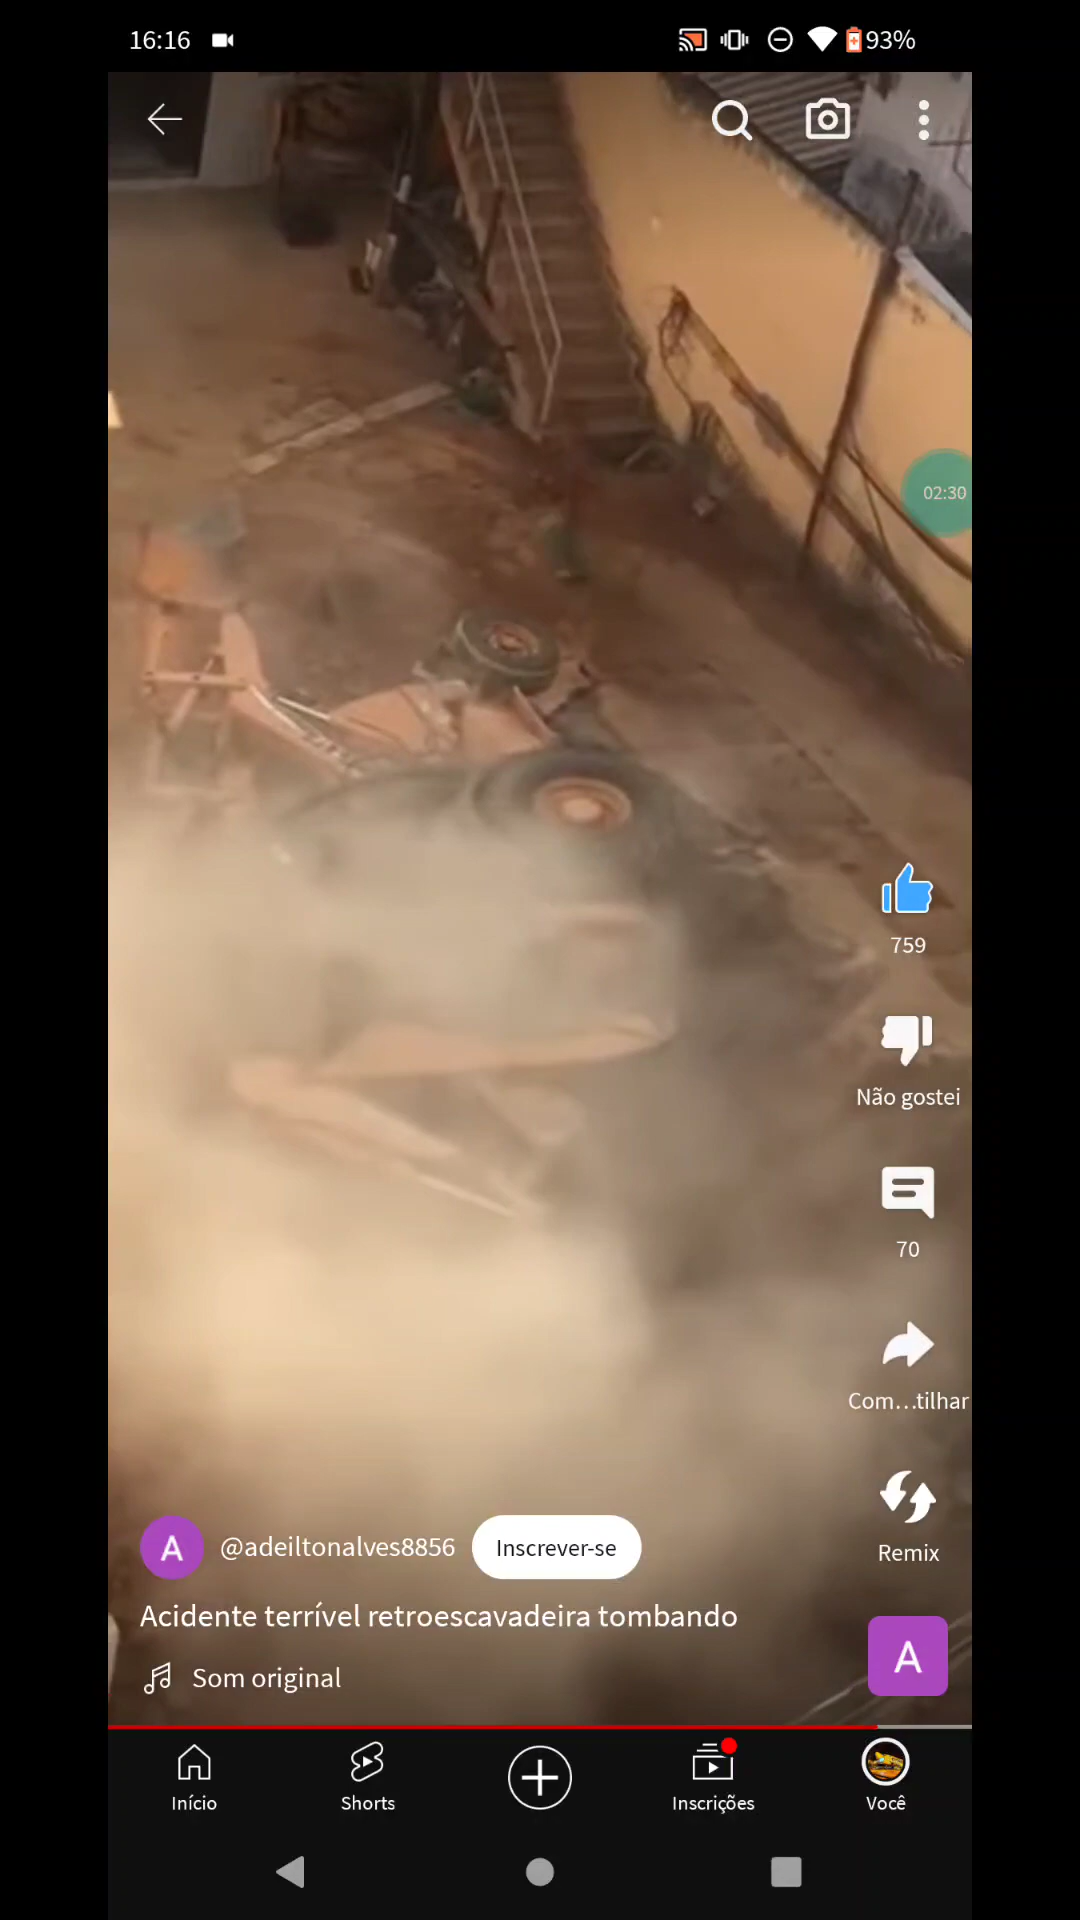 16:16
93%
02:30
759
Não gostei
70
Com…tilhar
Remix
A
@adeiltonalves8856
Inscrever-se
Acidente terrível retroescavadeira tombando
A
Som original
Início
Shorts
Inscrições
Você